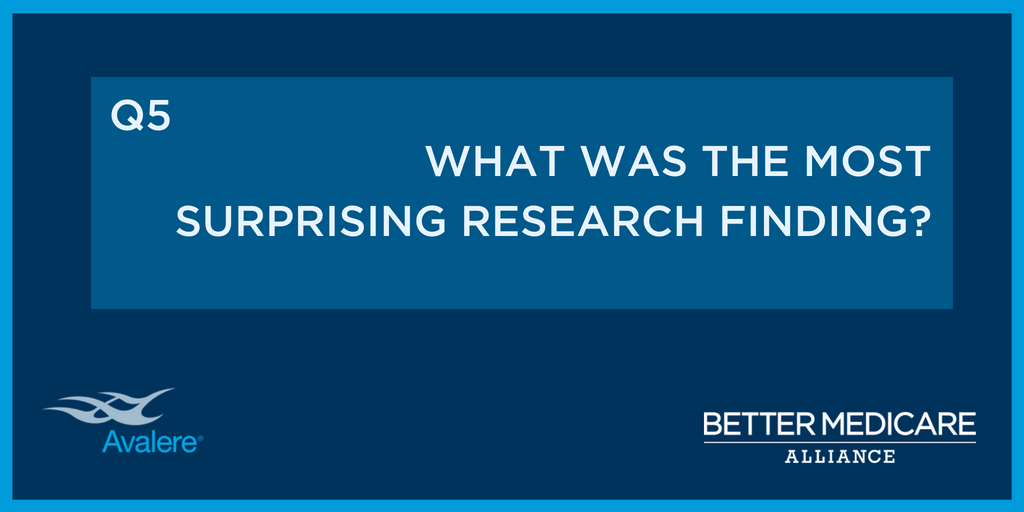 Q5
WHAT WAS THE MOST
SURPRISING RESEARCH FINDING?
Avalere®
BETTER MEDICARE
ALLIANCE